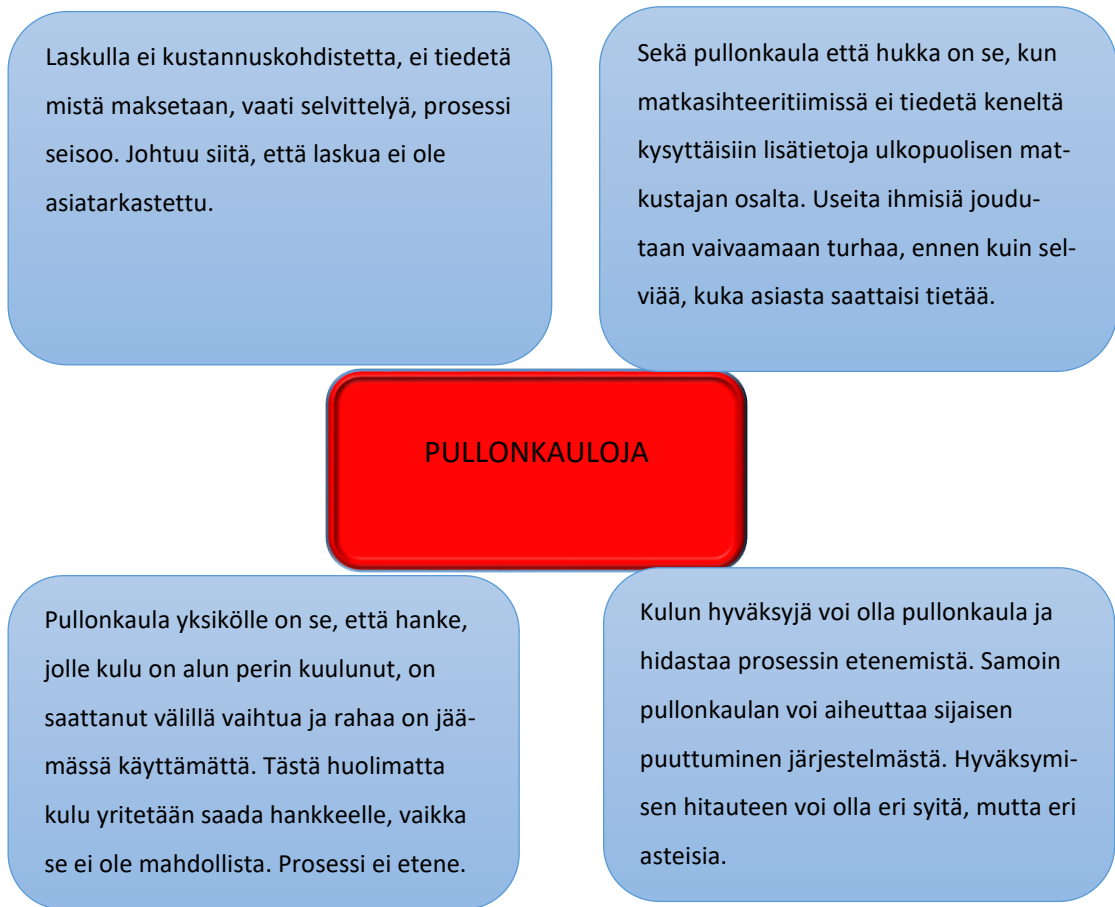 Laskulla ei kustannuskohdistetta, ei tiedetä
mistä maksetaan, vaati selvittelyä, prosessi
seisoo. Johtuu siitä, että laskua ei ole
asiatarkastettu.
Sekä pullonkaula että hukka on se, kun
matkasihteeritiimissä ei tiedetä keneltä
kysyttäisiin lisätietoja ulkopuolisen mat-
kustajan osalta. Useita ihmisiä joudu-
taan vaivaamaan turhaa, ennen kuin sel-
viää, kuka asiasta saattaisi tietää.
PULLONKAULOJA
Pullonkaula yksikölle on se, että hanke,
jolle kulu on alun perin kuulunut, on
saattanut välillä vaihtua ja rahaa on jää-
mässä käyttämättä. Tästä huolimatta
kulu yritetään saada hankkeelle, vaikka
se ei ole mahdollista. Prosessi ei etene.
Kulun hyväksyjä voi olla pullonkaula ja
hidastaa prosessin etenemistä. Samoin
pullonkaulan voi aiheuttaa sijaisen
puuttuminen järjestelmästä. Hyväksymi-
sen hitauteen voi olla eri syitä, mutta eri
asteisia.